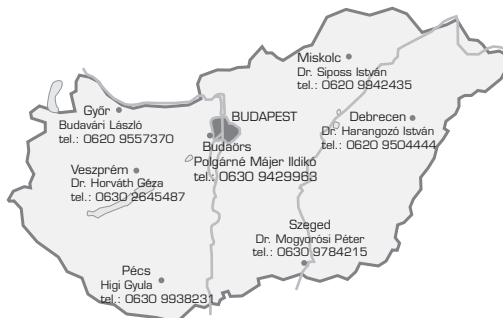 Miskolc
Dr. Siposs István
tel.: 0620 9942435
Győr
Budavári László
tel.: 0620 9557370
BUDAPEST
Debrecen
Dr. Harangozó István
tel.: 0620 9504444
Budaörs
Polgárné Májer Ildikó
tel.: 0630 9429963
Veszprém
Dr. Horváth Géza
tel.: 0630 2645487
Szeged
Dr. Mogyorósi Péter
tel.: 0630 9784215
Pécs
Higi Gyula
tel.: 0630 9938231